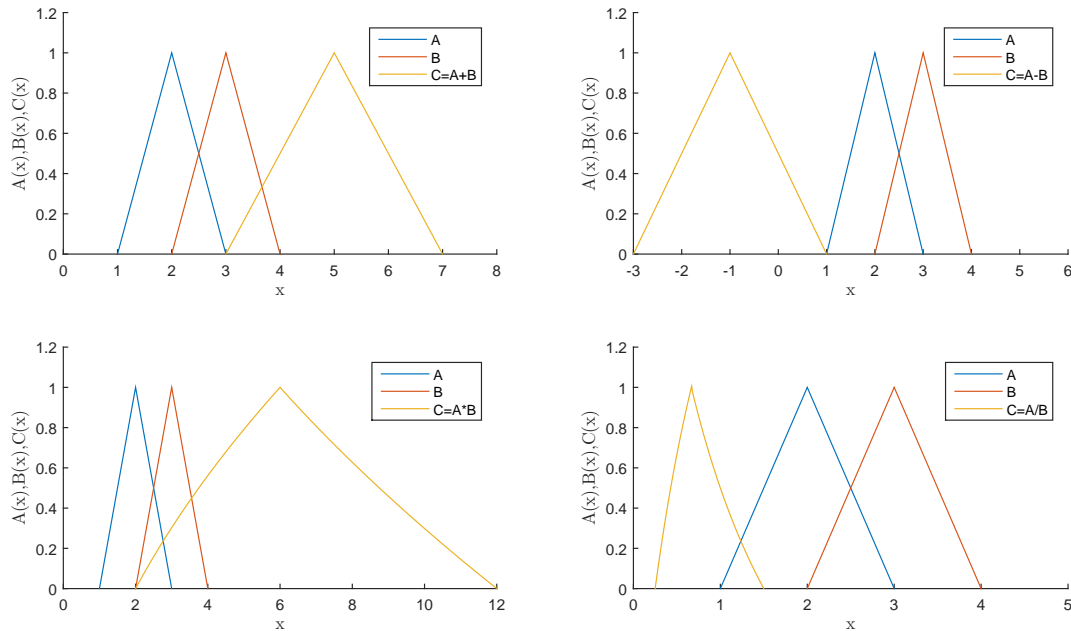 1.2
1
0.8
0.6
0.4
0.2
0
A(x),B(x),C(x)
A
B
C=A+B
0 1 2 3 4 5 6 7 8
x
1.2
1
0.8
0.6
0.4
0.2
0
A(x),B(x),C(x)
A
B
C=A-B
-3 -2 -1 0 1 2 3 4 5 6
x
1.2
1
0.8
0.6
0.4
0.2
0
A(x),B(x),C(x)
A
B
C=A*B
0 2 4 6 8 10 12
x
1.2
1
0.8
0.6
0.4
0.2
0
A(x),B(x),C(x)
A
B
C=A/B
0 1 2 3 4 5
x